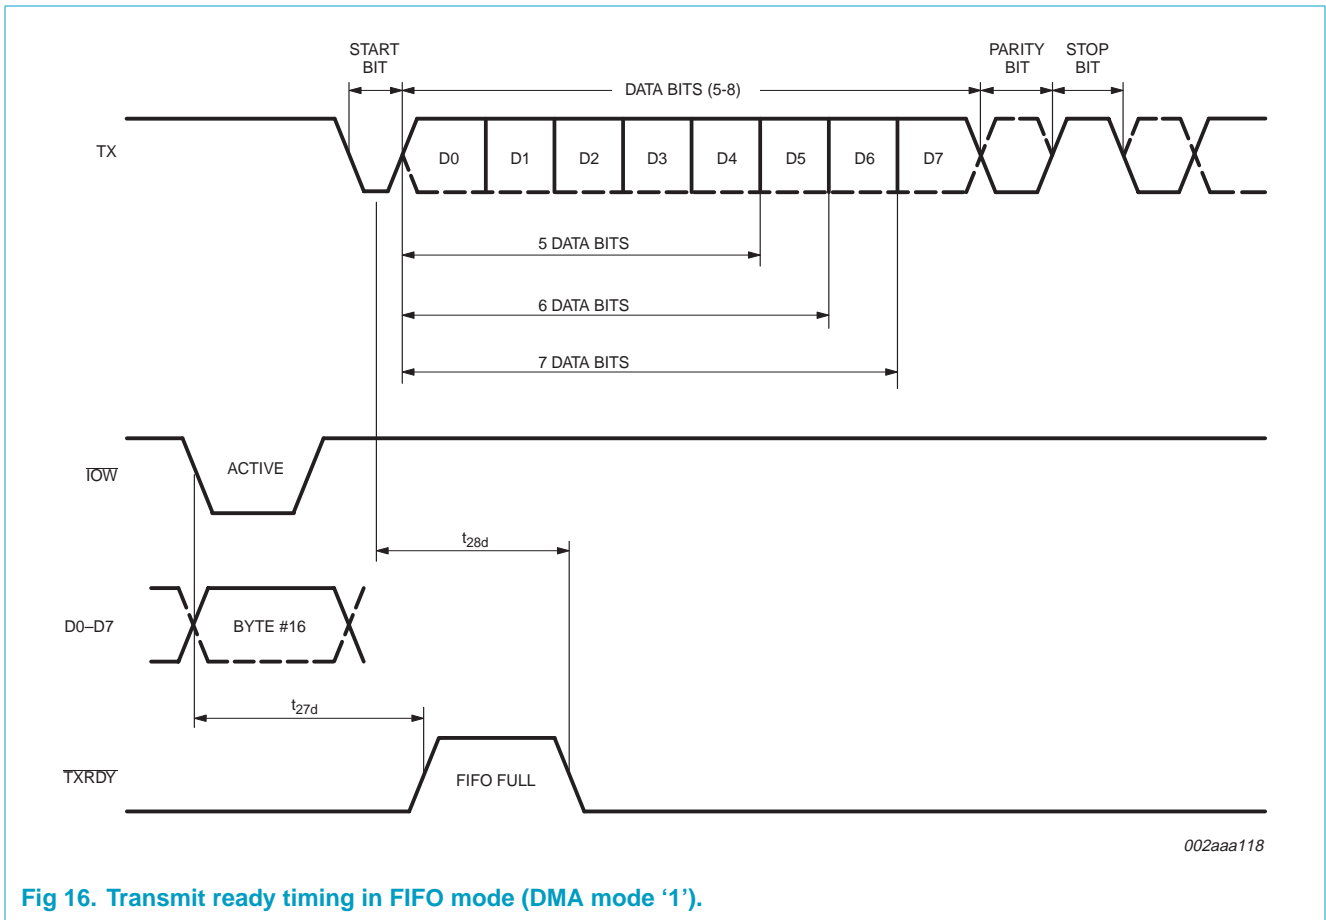 START
BIT
DATA BITS (5-8)
PARITY
BIT
STOP
BIT
TX
D0 D1 D2 D3 D4 D5 D6 D7
5 DATA BITS
6 DATA BITS
7 DATA BITS
IOW
ACTIVE
t28d
D0–D7
BYTE #16
t27d
TXRDY
FIFO FULL
002aaa118
Fig 16. Transmit ready timing in FIFO mode (DMA mode ‘1’).